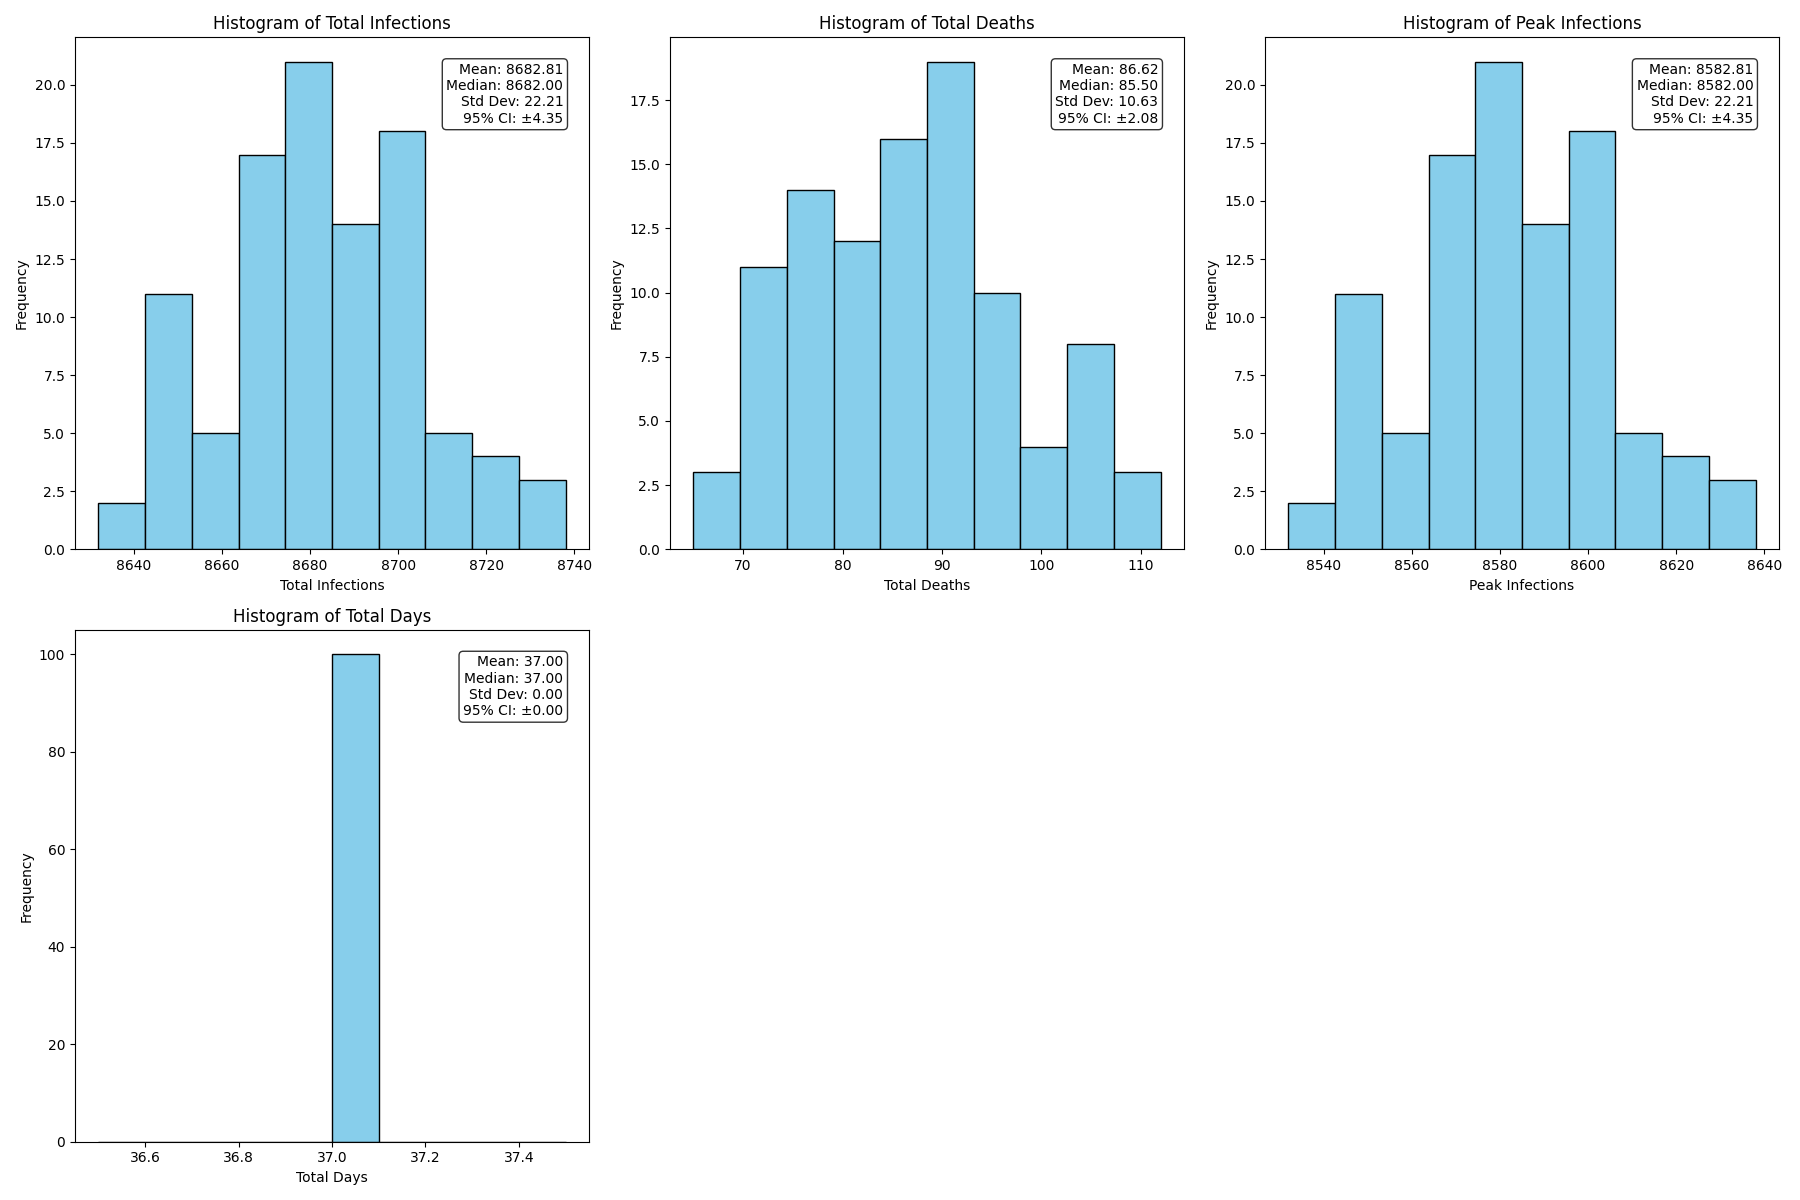 Histogram of Total Infections
Mean: 8682.81
Median: 8682.00
Std Dev: 22.21
95% CI: ±4.35
20.0
17.5
15.0
12.5
10.0
7.5
5.0
2.5
0.0
Frequency
8640 8660 8680 8700 8720 8740
Total Infections
Histogram of Total Deaths
Mean: 86.62
Median: 85.50
Std Dev: 10.63
95% CI: ±2.08
17.5
15.0
12.5
10.0
7.5
5.0
2.5
0.0
Frequency
70 80 90 100 110
Total Deaths
Histogram of Peak Infections
Mean: 8582.81
Median: 8582.00
Std Dev: 22.21
95% CI: ±4.35
20.0
17.5
15.0
12.5
10.0
7.5
5.0
2.5
0.0
Frequency
8540 8560 8580 8600 8620 8640
Peak Infections
Histogram of Total Days
Mean: 37.00
Median: 37.00
Std Dev: 0.00
95% CI: ±0.00
100
80
60
40
20
0
Frequency
36.6 36.8 37.0 37.2 37.4
Total Days